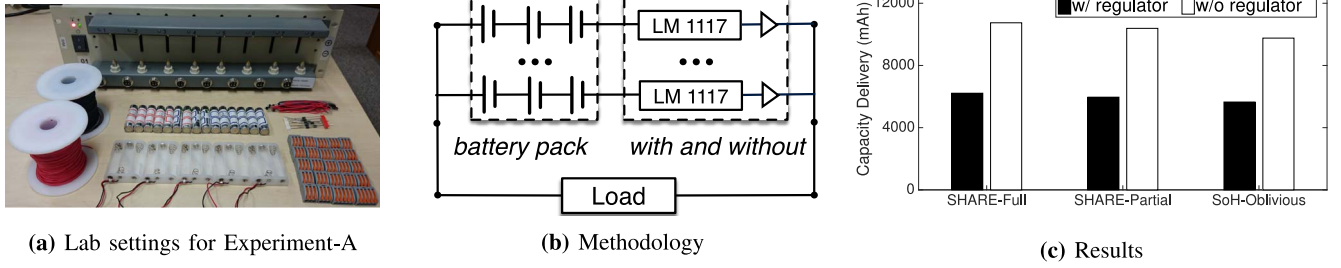 01
(a) Lab settings for Experiment-A
LM 1117
LM 1117
battery pack
with and without
Load
(b) Methodology
Capacity Delivery (mAh)
12000
8000
4000
0
w/ regulator
w/o regulator
SHARE-Full
SHARE-Partial
SoH-Oblivious
(c) Results